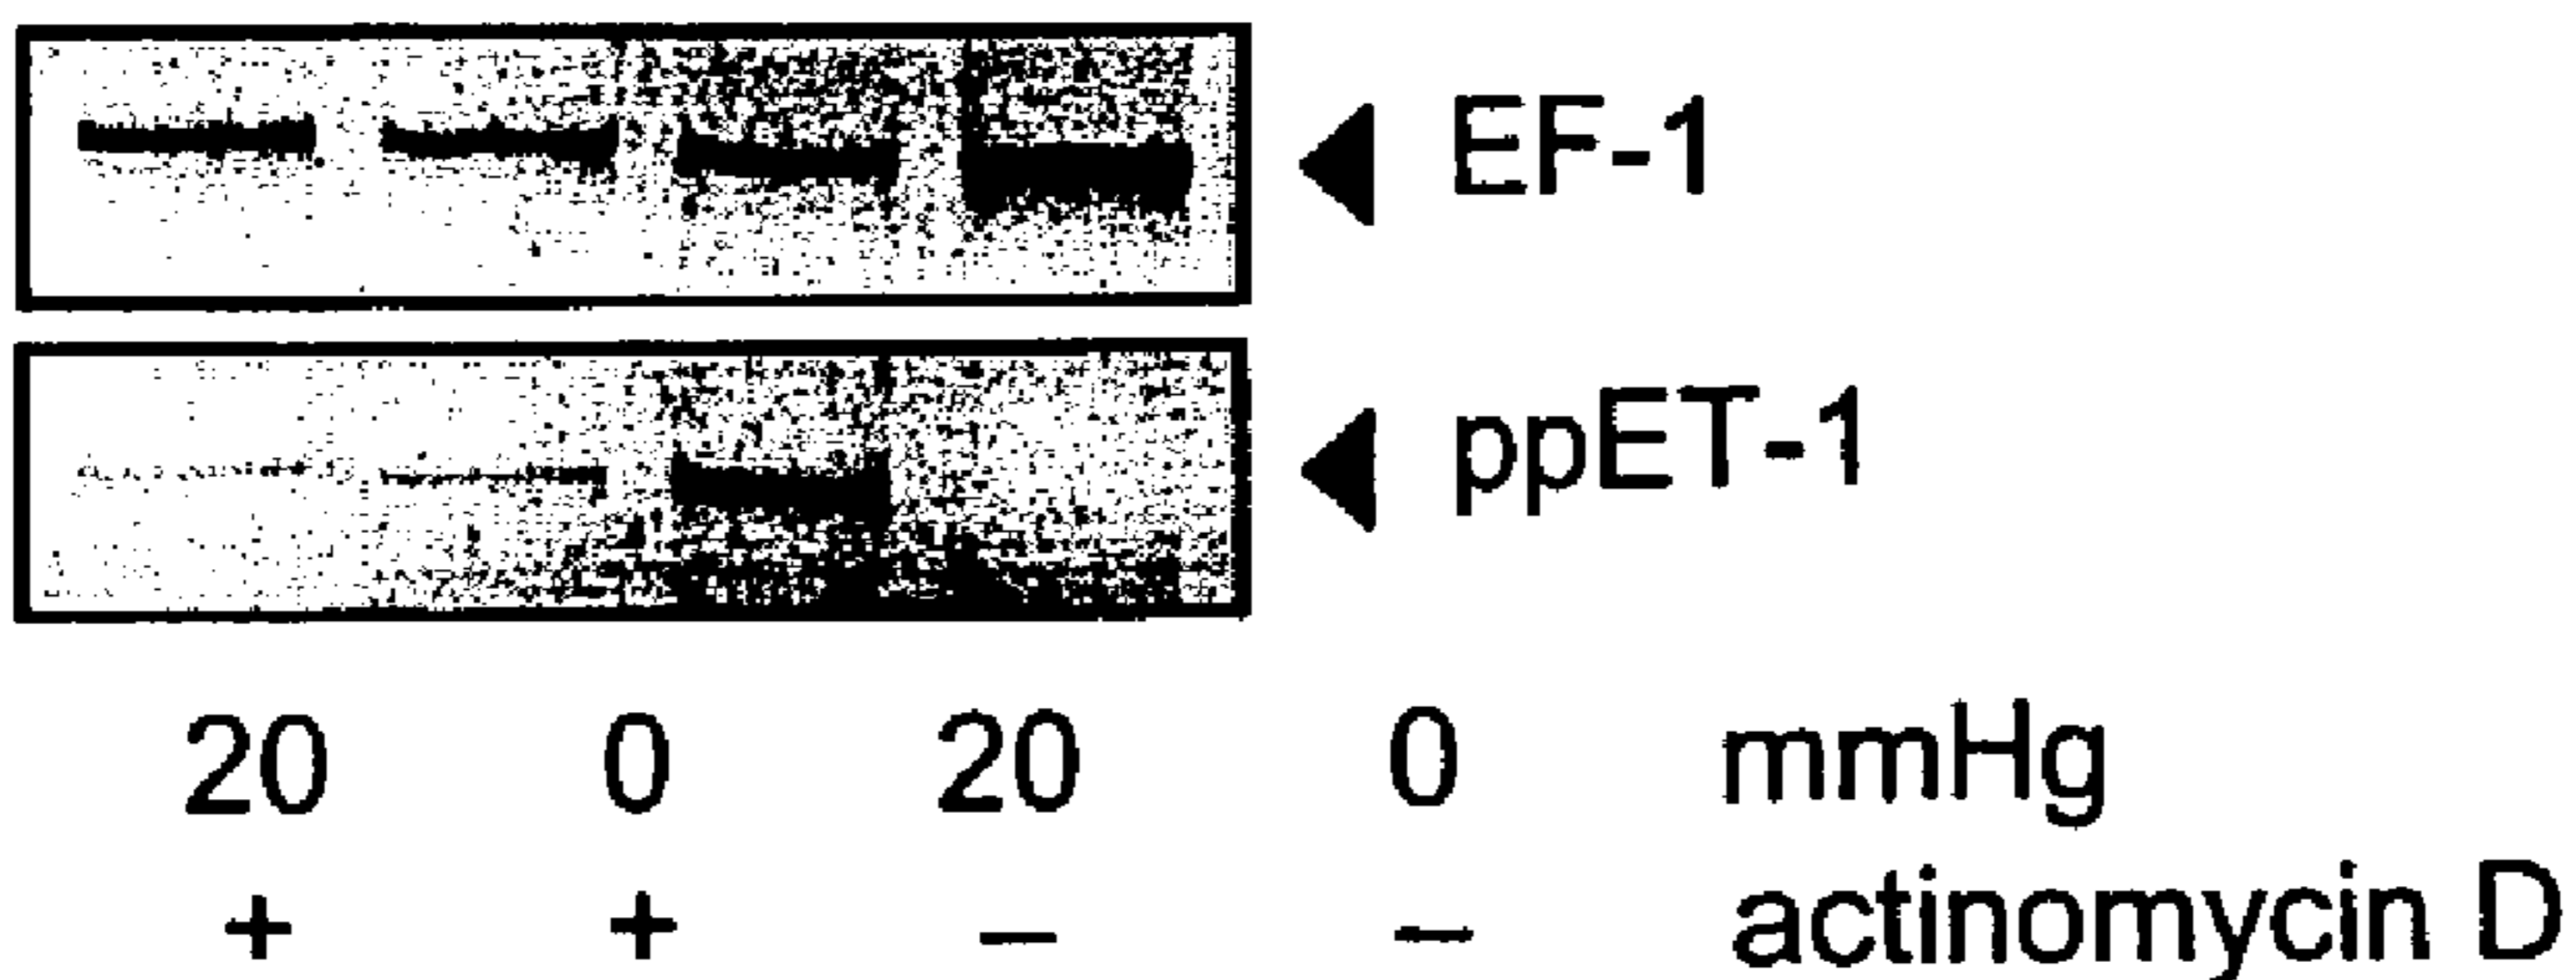 EF-1
ppET-1
20 0 20 0 mmHg
+ + – – actinomycin D